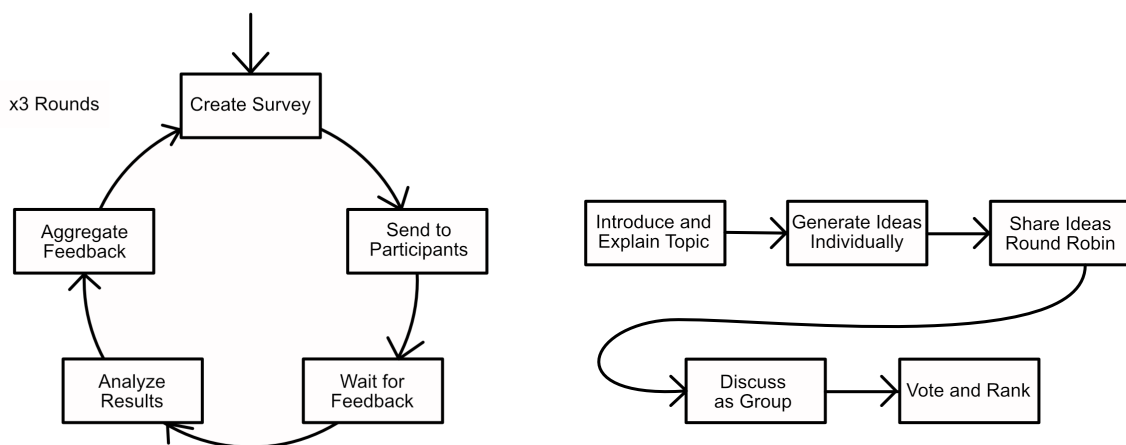 x3 Rounds
Create Survey
Send to
Participants
Wait for
Feedback
Analyze
Results
Aggregate
Feedback
Introduce and
Explain Topic
Generate Ideas
Individually
Share Ideas
Round Robin
Discuss
as Group
Vote and Rank